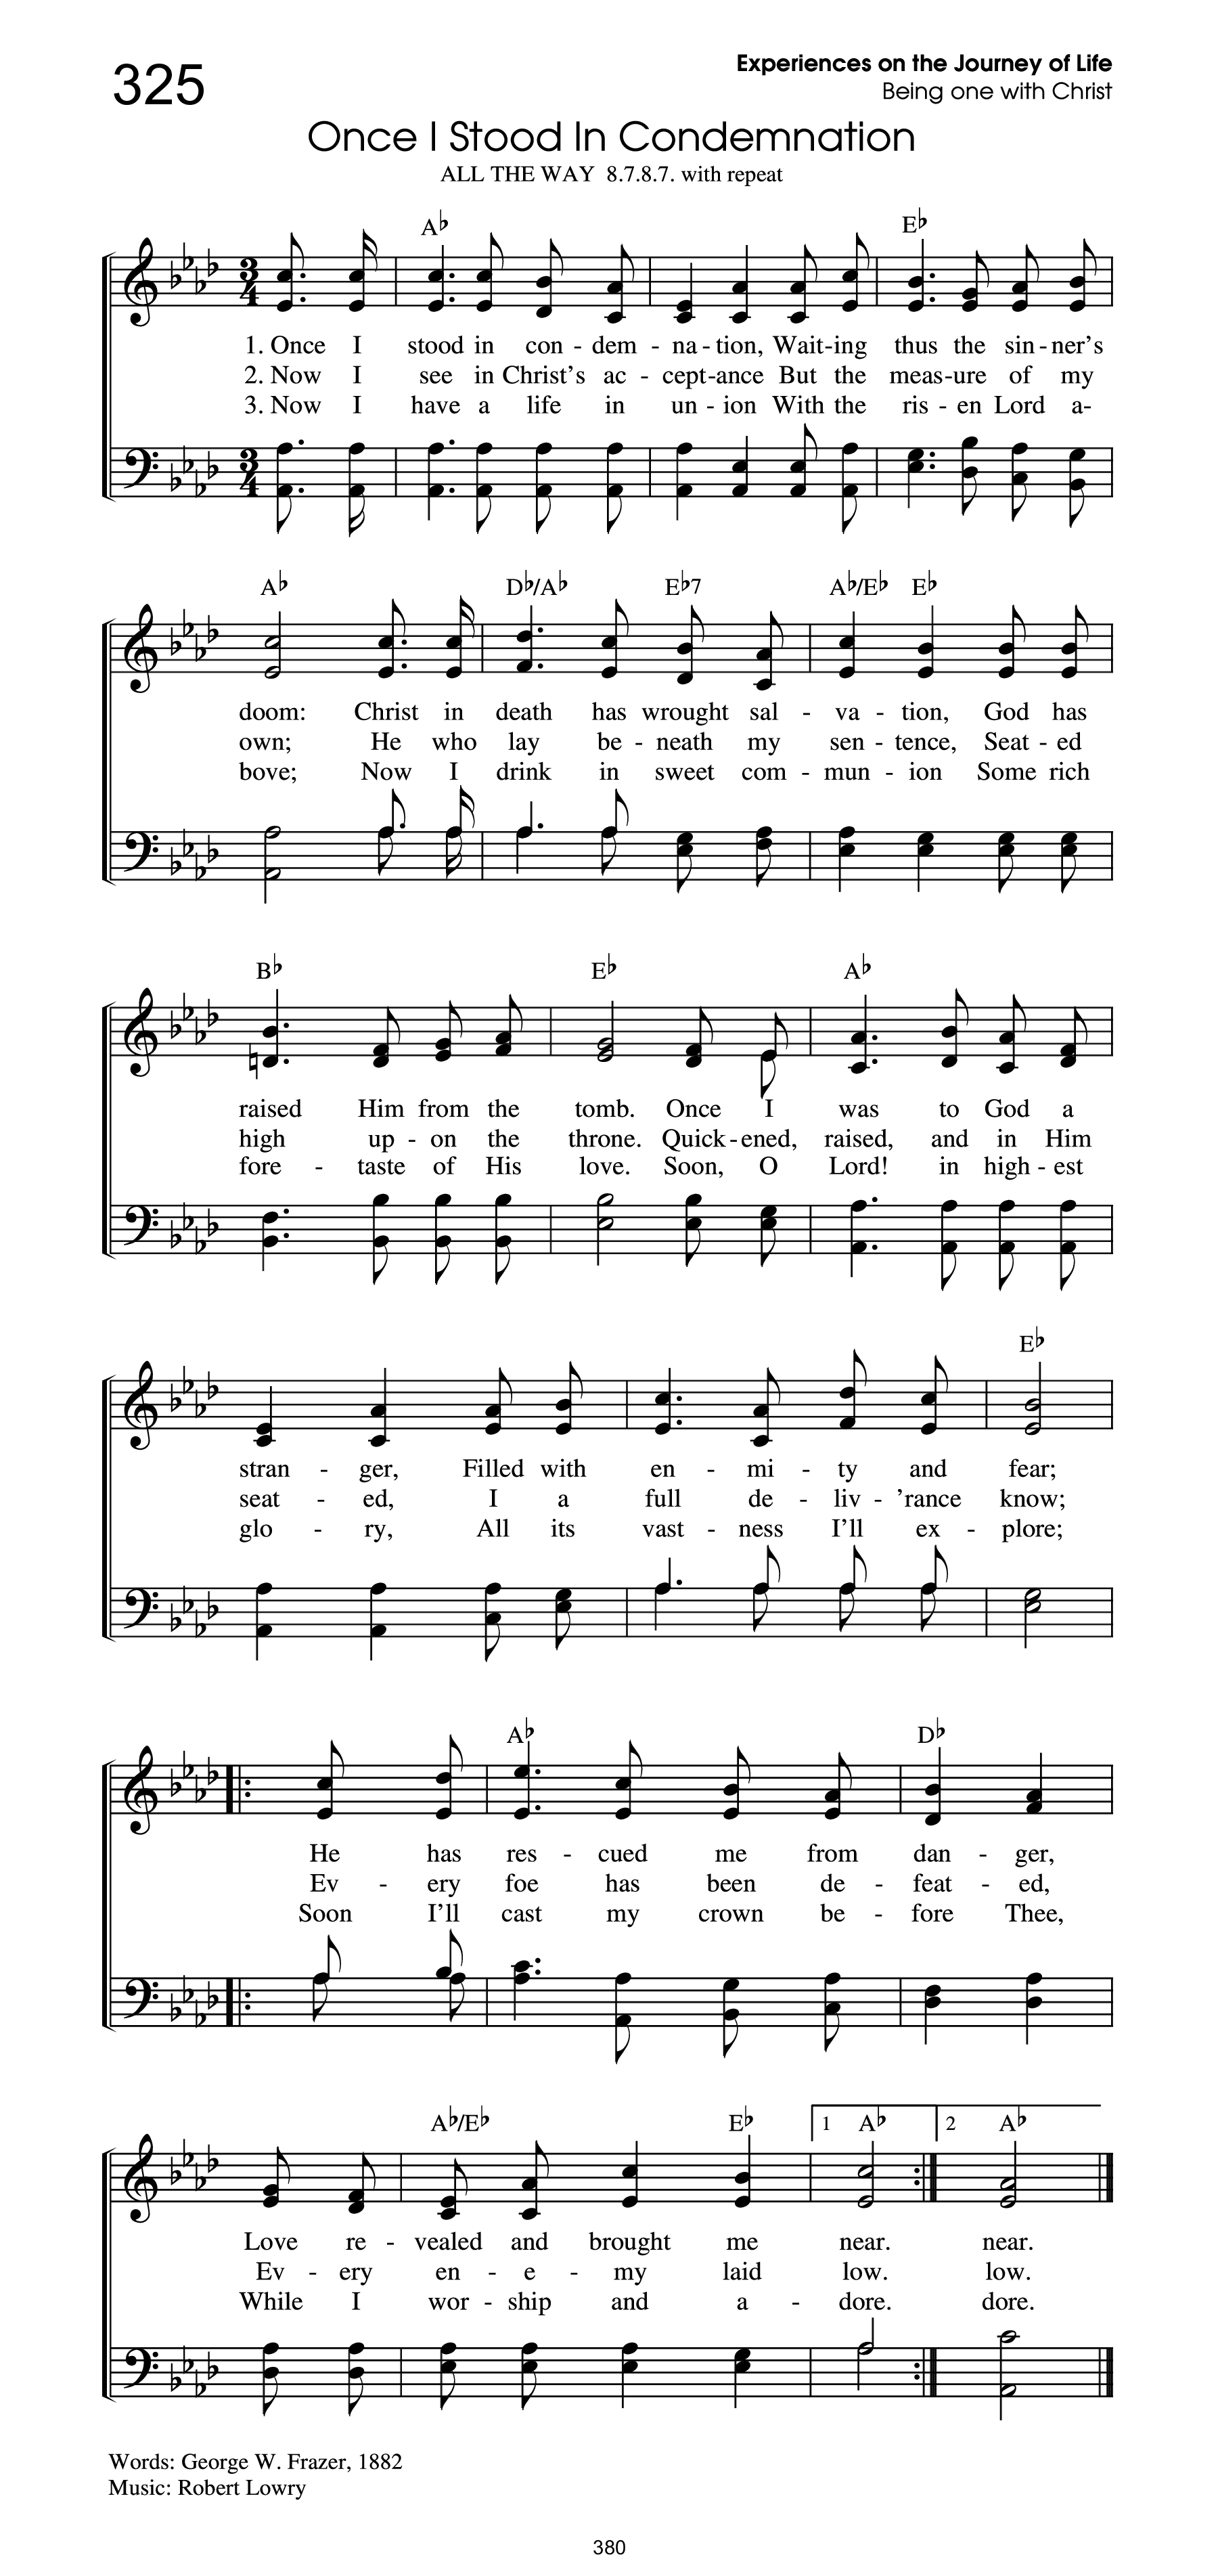 325
Experiences on the Journey of Life
Being one with Christ
Once I Stood In Condemnation
ALL THE WAY 8.7.8.7. with repeat
A♭ E♭
3 4
1. Once I stood in con - dem - na - tion, Wait - ing thus the sin - ner's
2. Now I see in Christ's ac - cept - ance But the meas - ure of my
3. Now I have a life in un - ion With the ris - en Lord a-
3 4
A♭ D♭/A♭ E♭7 A♭/E♭ E♭
doom: Christ in death has wrought sal - va - tion, God has
own; He who lay be - neath my sen - tence, Seat - ed
bove; Now I drink in sweet com - mun - ion Some rich
B♭ E♭ A♭
raised Him from the tomb. Once I was to God a
high up - on the throne. Quick - ened, raised, and in Him
fore - taste of His love. Soon, O Lord! in high - est
E♭
stran - ger, Filled with en - mi - ty and fear;
seat - ed, I a full de - liv - 'rance know;
glo - ry, All its vast - ness I'll ex - plore;
A♭ D♭
He has res - cued me from dan - ger,
Ev - ery foe has been de - feat - ed,
Soon I'll cast my crown be - fore Thee,
A♭/E♭ E♭ 1 A♭ 2 A♭
Love re - vealed and brought me near. near.
Ev - ery en - e - my laid low. low.
While I wor - ship and a - dore. dore.
Words: George W. Frazer, 1882
Music: Robert Lowry
380